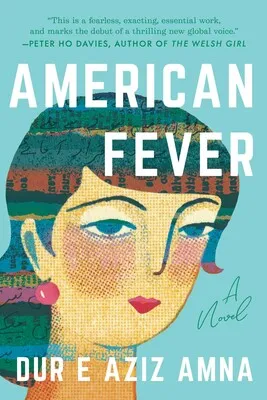 "This is a fearless, exacting, essential work,
and marks the debut of a thrilling new global voice."
—PETER HO DAVIES, AUTHOR OF THE WELSH GIRL
AMERICAN
FEVER
A
Novel
DUR E AZIZ AMNA